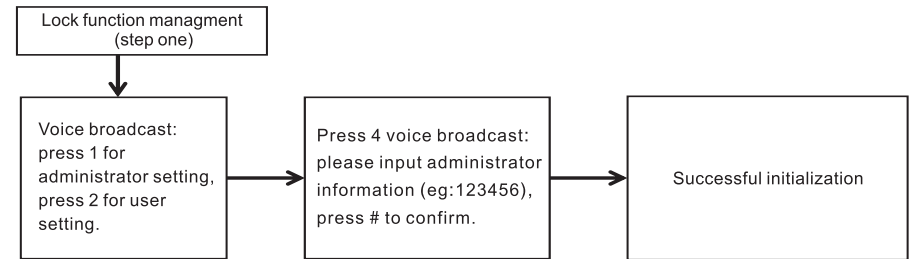 Lock function managment
(step one)
Voice broadcast:
press 1 for
administrator setting,
press 2 for user
setting.
Press 4 voice broadcast:
please input administrator
information (eg:123456),
press # to confirm.
Successful initialization